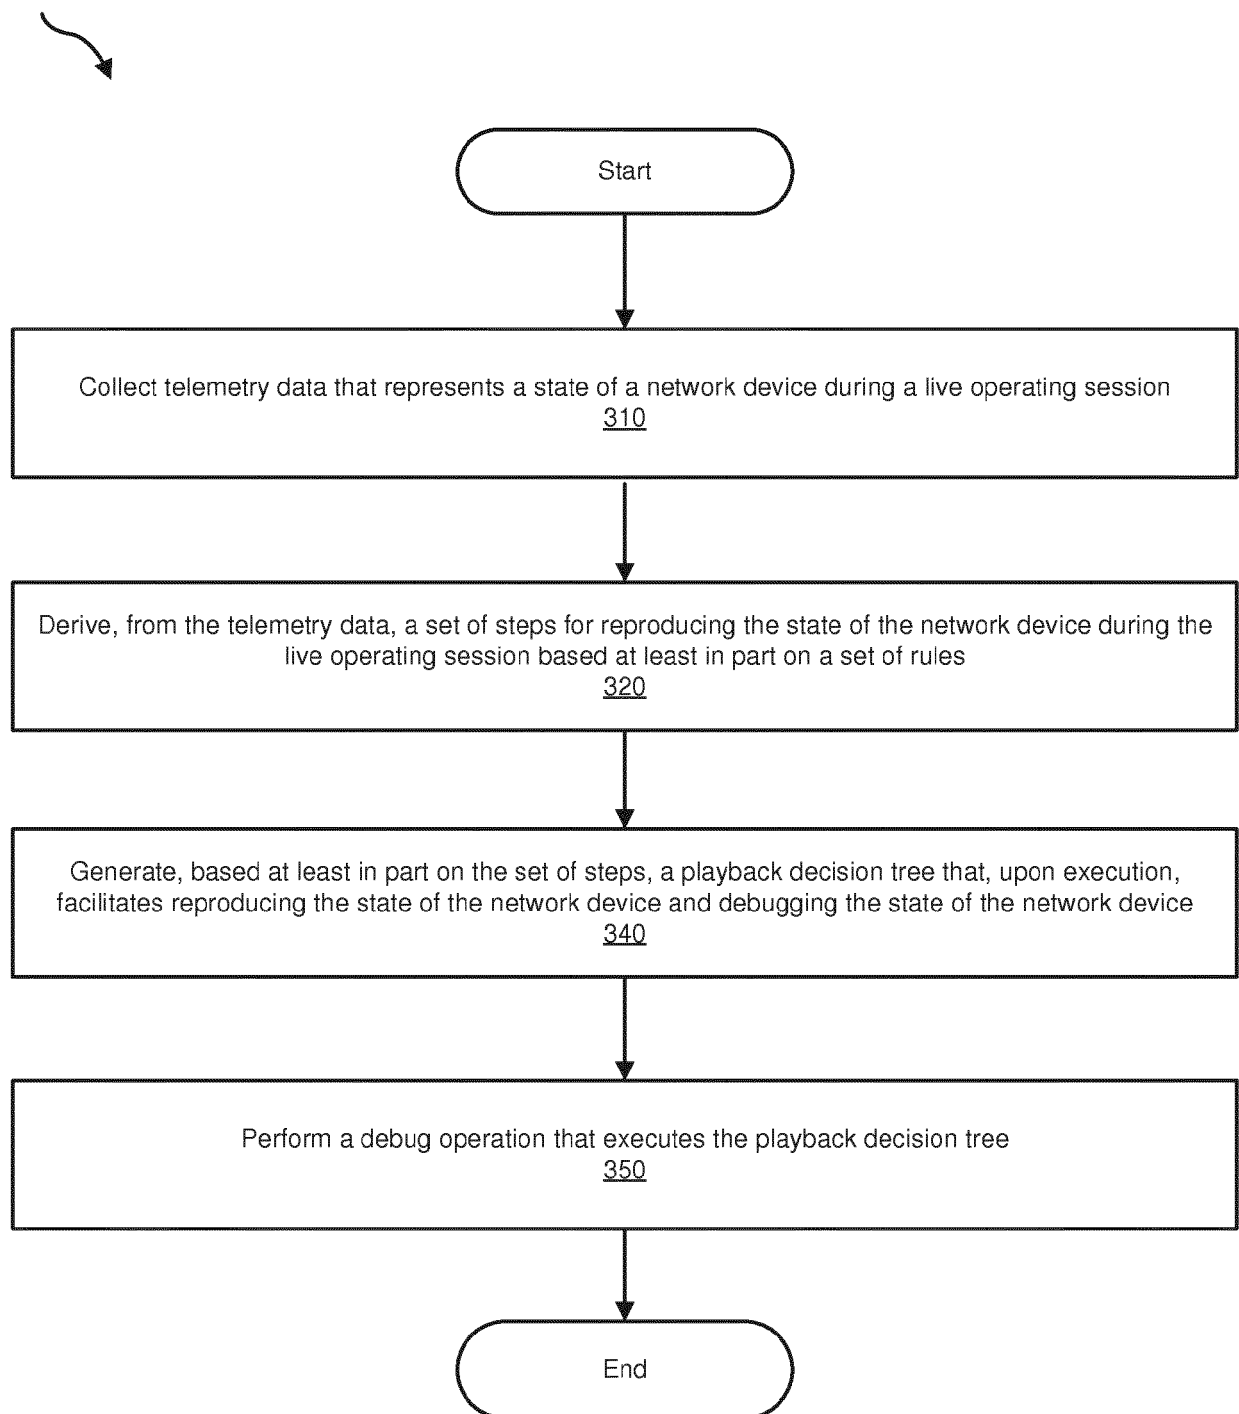 Start
Collect telemetry data that represents a state of a network device during a live operating session
310
Derive, from the telemetry data, a set of steps for reproducing the state of the network device during the
live operating session based at least in part on a set of rules
320
Generate, based at least in part on the set of steps, a playback decision tree that, upon execution,
facilitates reproducing the state of the network device and debugging the state of the network device
340
Perform a debug operation that executes the playback decision tree
350
End